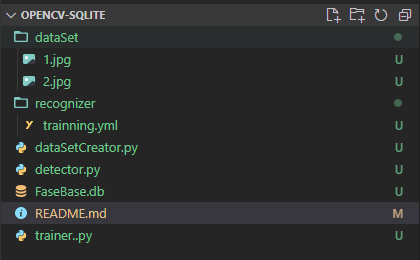 OPENCV-SQLITE
dataSet
1.jpg U
2.jpg U
recognizer
trainning.yml U
dataSetCreator.py U
detector.py U
FaseBase.db U
README.md M
trainer..py U